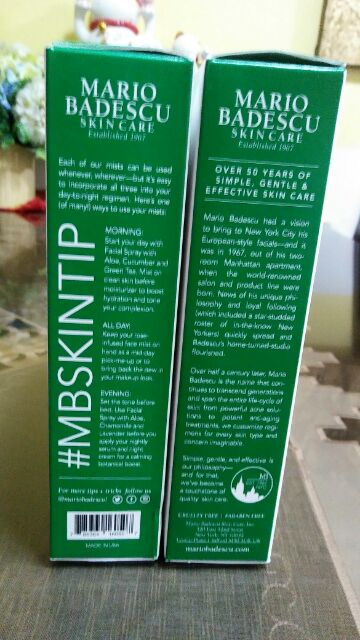 MARIO
BADESCU
SKIN CARE
Established 1967
Each of our mists can be used
whenever, wherever—but it's easy
to incorporate all three into your
day-to-night regimen. Here's one
(of many!) ways to use your mists:
#MBSKINTIP
MORNING:
Start your day with
Facial Spray with
Aloe, Cucumber and
Green Tea. Mist on
clean skin before
moisturizer to boost
hydration and tone
your complexion.
ALL DAY:
Keep your rose-
infused face mist on
hand as a mid-day
pick-me-up or to
bring back the dew in
your makeup look.
EVENING:
Set the tone before
bed. Use Facial
Spray with Aloe,
Chamomile and
Lavender before you
apply your nightly
serum and night
cream for a calming
botanical boost.
For more tips + tricks follow us
@mariobadescu!
MADE IN USA
MARIO
BADESCU
SKIN CARE
Established 1967
OVER 50 YEARS OF
SIMPLE, GENTLE &
EFFECTIVE SKIN CARE
Mario Badescu had a vision
to bring to New York City his
European-style facials—and it
was in 1967, out of his two-
room Manhattan apartment,
when the world-renowned
salon and product line were
born. News of his unique phi-
losophy and loyal following
(which included a star-studded
roster of in-the-know New
Yorkers) quickly spread and
Badescu's home-turned-studio
flourished.
Over half a century later, Mario
Badescu is the name that con-
tinues to transcend generations
and span the entire life-cycle of
skin: from powerful acne solu-
tions to potent anti-aging
treatments, we customize regi-
mens for every skin type and
concern imaginable.
Simple, gentle, and effective is
our philosophy—
and for that,
we've become
a touchstone of
quality skin care.
CRUELTY FREE | PARABEN FREE
Mario Badescu Skin Care, Inc.
New York, NY
mariobadescu.com